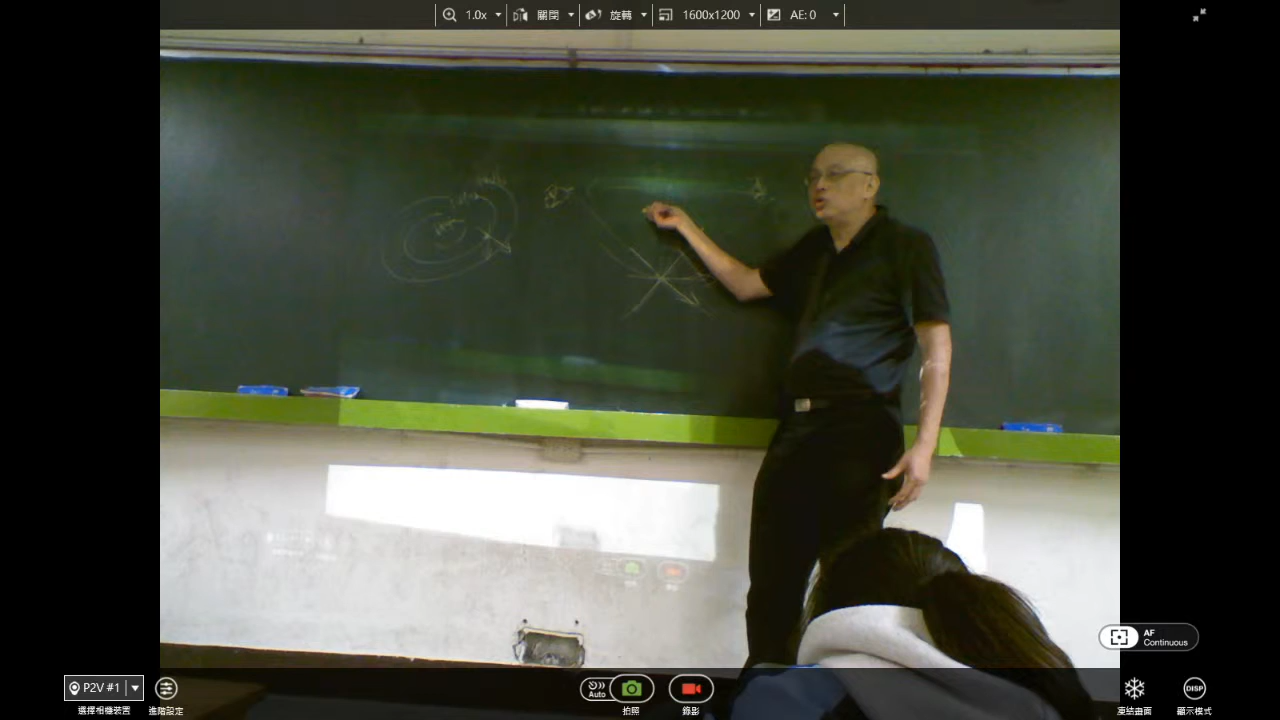 1.0x 關閉 旋轉 1600x1200 AE: 0
AF
Continuous
P2V #1
Auto
DISP
選擇相機裝置 進階設定 拍照 錄影 凍結畫面 顯示模式